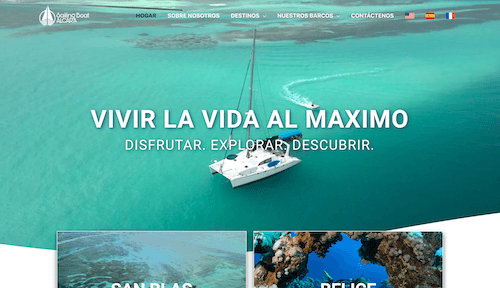 Sailing Boat
ALCAPA
HOGAR SOBRE NOSOTROS DESTINOS NUESTROS BARCOS CONTÁCTENOS
VIVIR LA VIDA AL MAXIMO
DISFRUTAR. EXPLORAR. DESCUBRIR.
SAN BLAS
BELICE